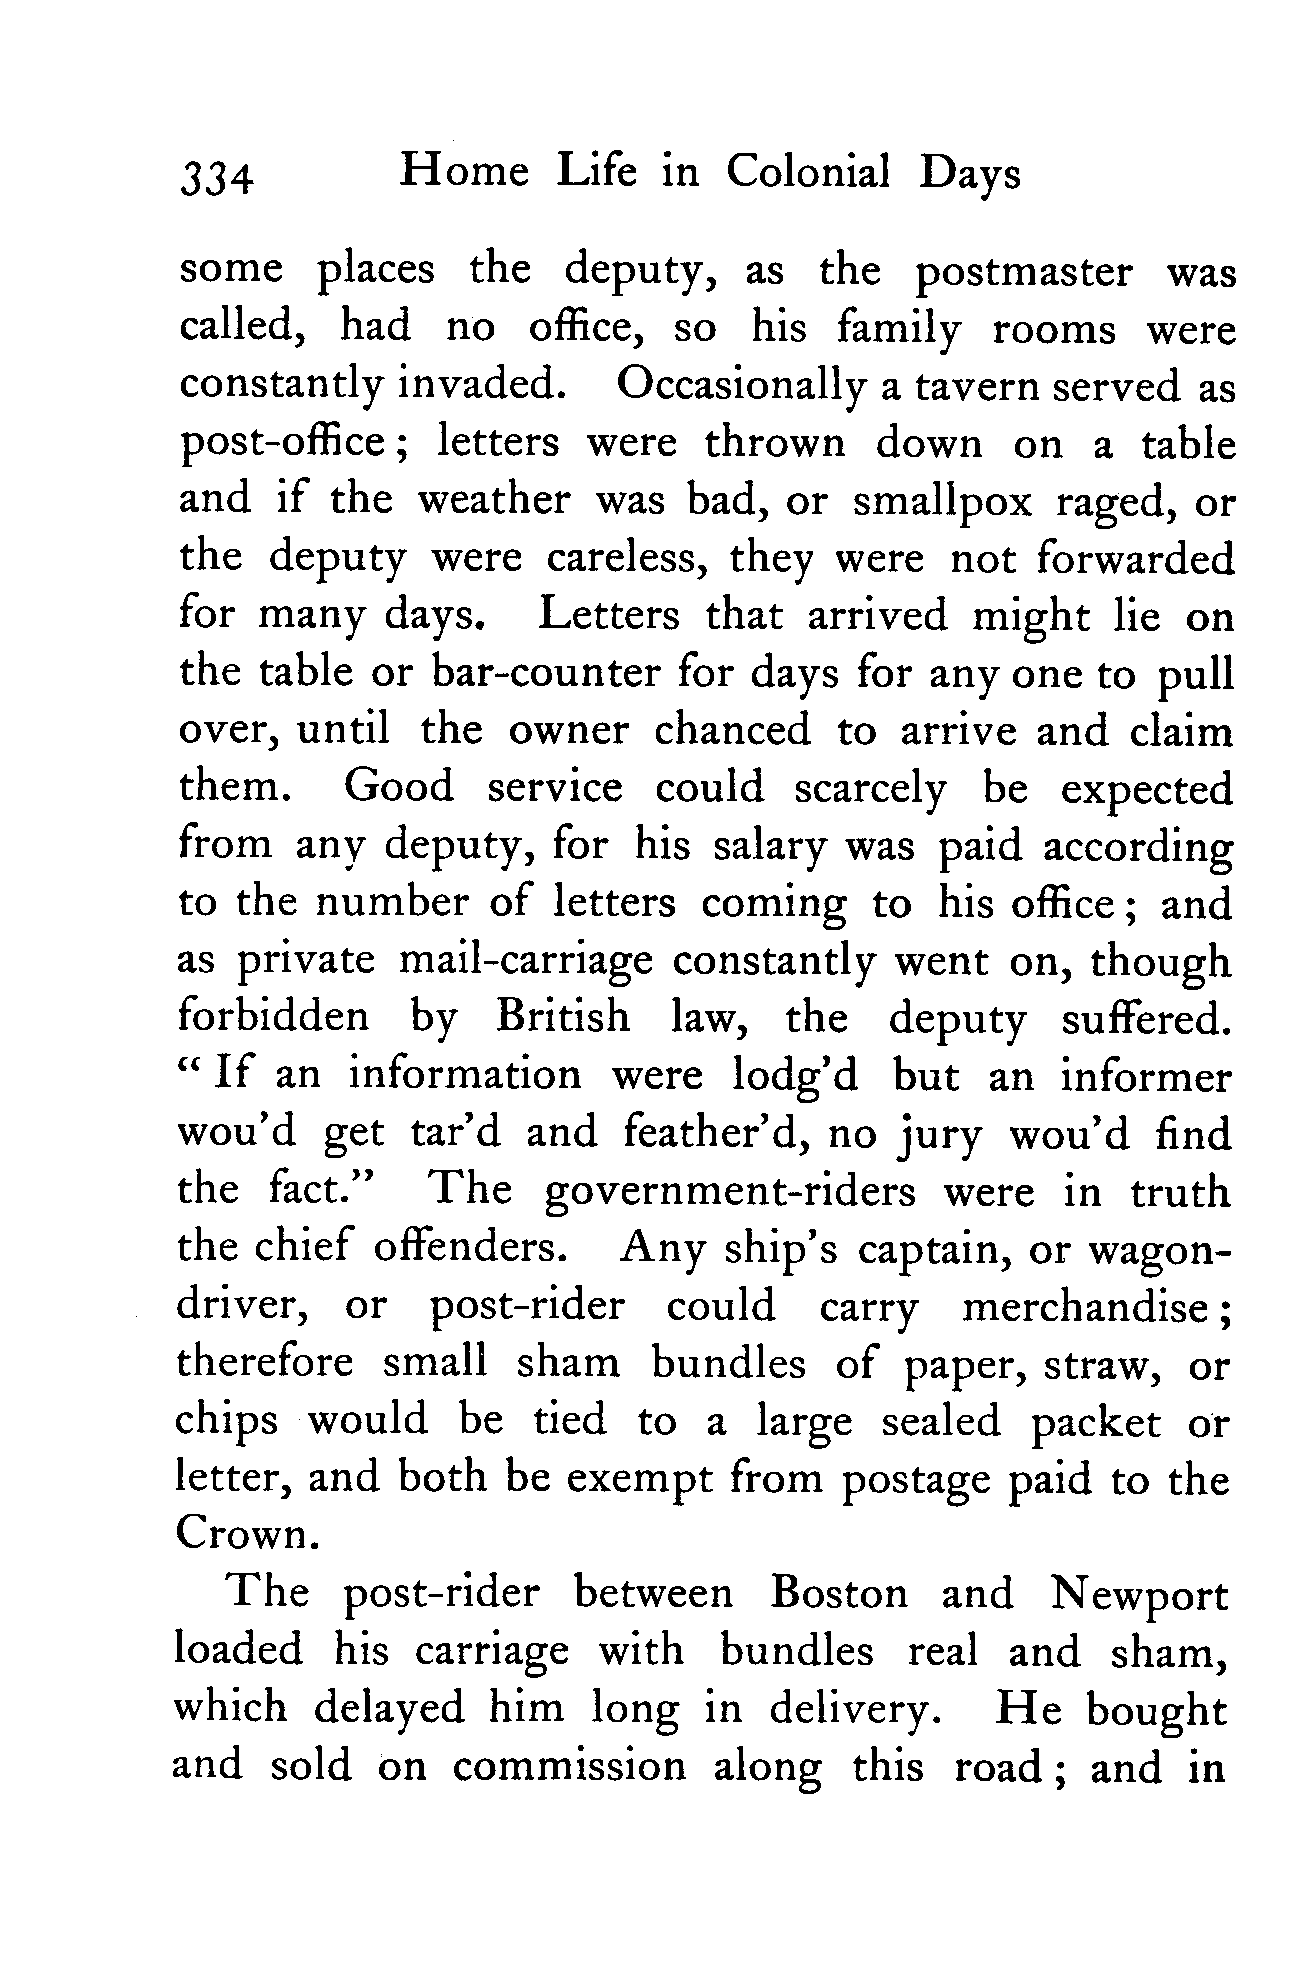 334 Home Life in Colonial Days
some places the deputy, as the postmaster was
called, had no office, so his family rooms were
constantly invaded. Occasionally a tavern served as
post-office ; letters were thrown down on a table
and if the weather was bad, or smallpox raged, or
the deputy were careless, they were not forwarded
for many days. Letters that arrived might lie on
the table or bar-counter for days for any one to pull
over, until the owner chanced to arrive and claim
them. Good service could scarcely be expected
from any deputy, for his salary was paid according
to the number of letters coming to his office ; and
as private mail-carriage constantly went on, though
forbidden by British law, the deputy suffered.
“ If an information were lodg’d but an informer
wou’d get tar’d and feather’d, no jury wou’d find
the fact.” The government-riders were in truth
the chief offenders. Any ship’s captain, or wagon-
driver, or post-rider could carry merchandise ;
therefore small sham bundles of paper, straw, or
chips would be tied to a large sealed packet or
letter, and both be exempt from postage paid to the
Crown.
The post-rider between Boston and Newport
loaded his carriage with bundles real and sham,
which delayed him long in delivery. He bought
and sold on commission along this road ; and in